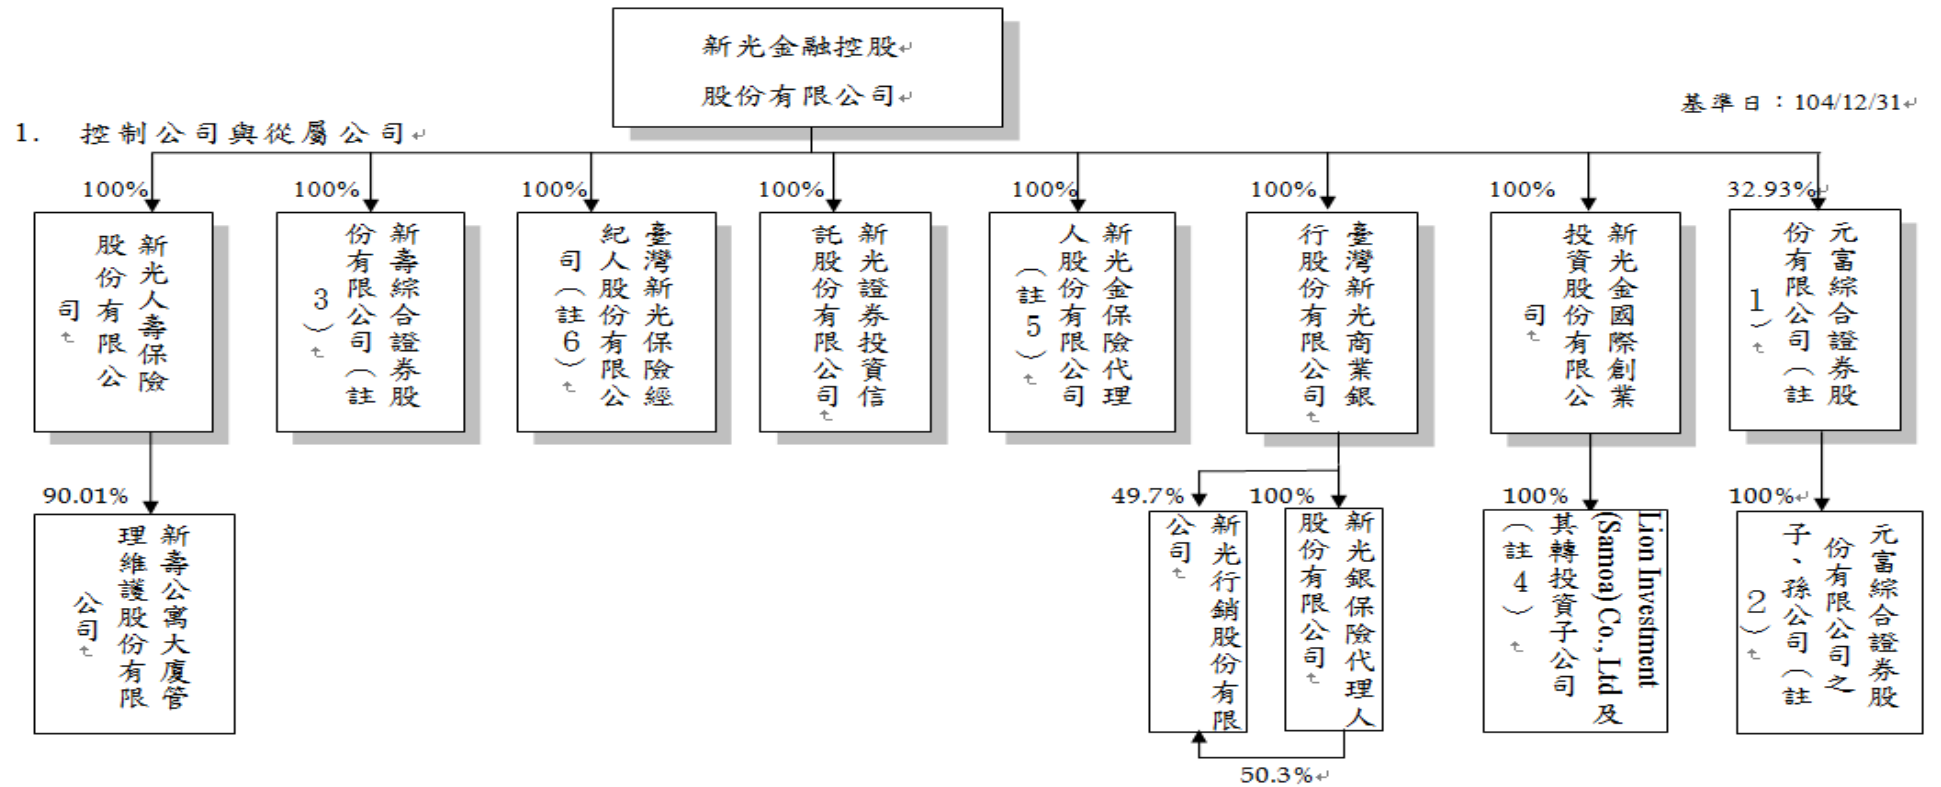 新光金融控股
股份有限公司
基準日：104/12/31
1. 控制公司與從屬公司
100%
100%
100%
100%
100%
100%
100%
32.93%
新光人壽保險
股份有限公
司
新壽綜合證券股
份有限公司（註
3）
臺灣新光保險經
紀人股份有限公
司（註6）
新光證券投資信
託股份有限公司
新光金保險代理
人股份有限公司
（註5）
臺灣新光商業銀
行股份有限公司
新光金國際創業
投資股份有限公
司
元富綜合證券股
份有限公司（註
1）
90.01%
49.7%
100%
100%
100%
新壽公寓大廈管
理維護股份有限
公司
新光行銷股份有限
公司
新光銀保險代理人
股份有限公司
Lion Investment
(Samoa) Co., Ltd 及
其轉投資子公司
（註4）
元富綜合證券股
份有限公司之
子、孫公司（註
2）
50.3%